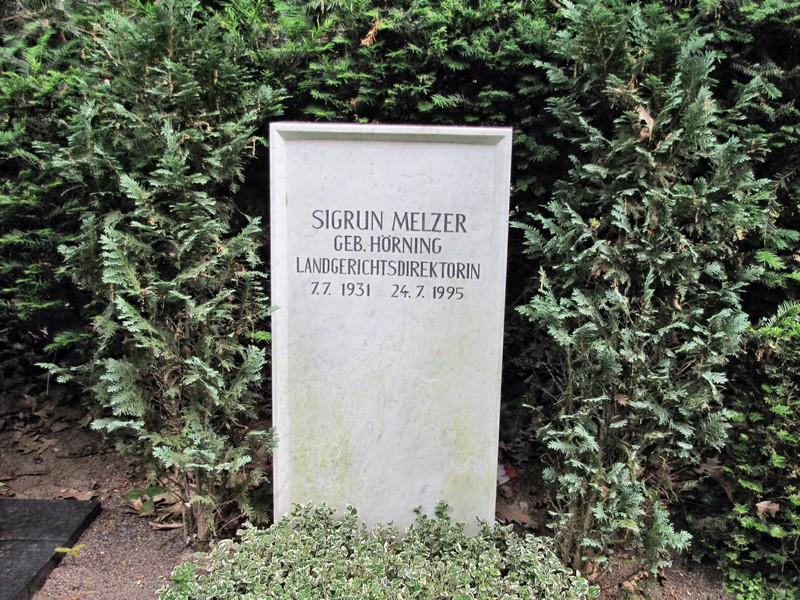 SIGRUN MELZER
GEB. HÖRNING
LANDGERICHTSDIREKTORIN
7.7. 1931 24.7. 1995